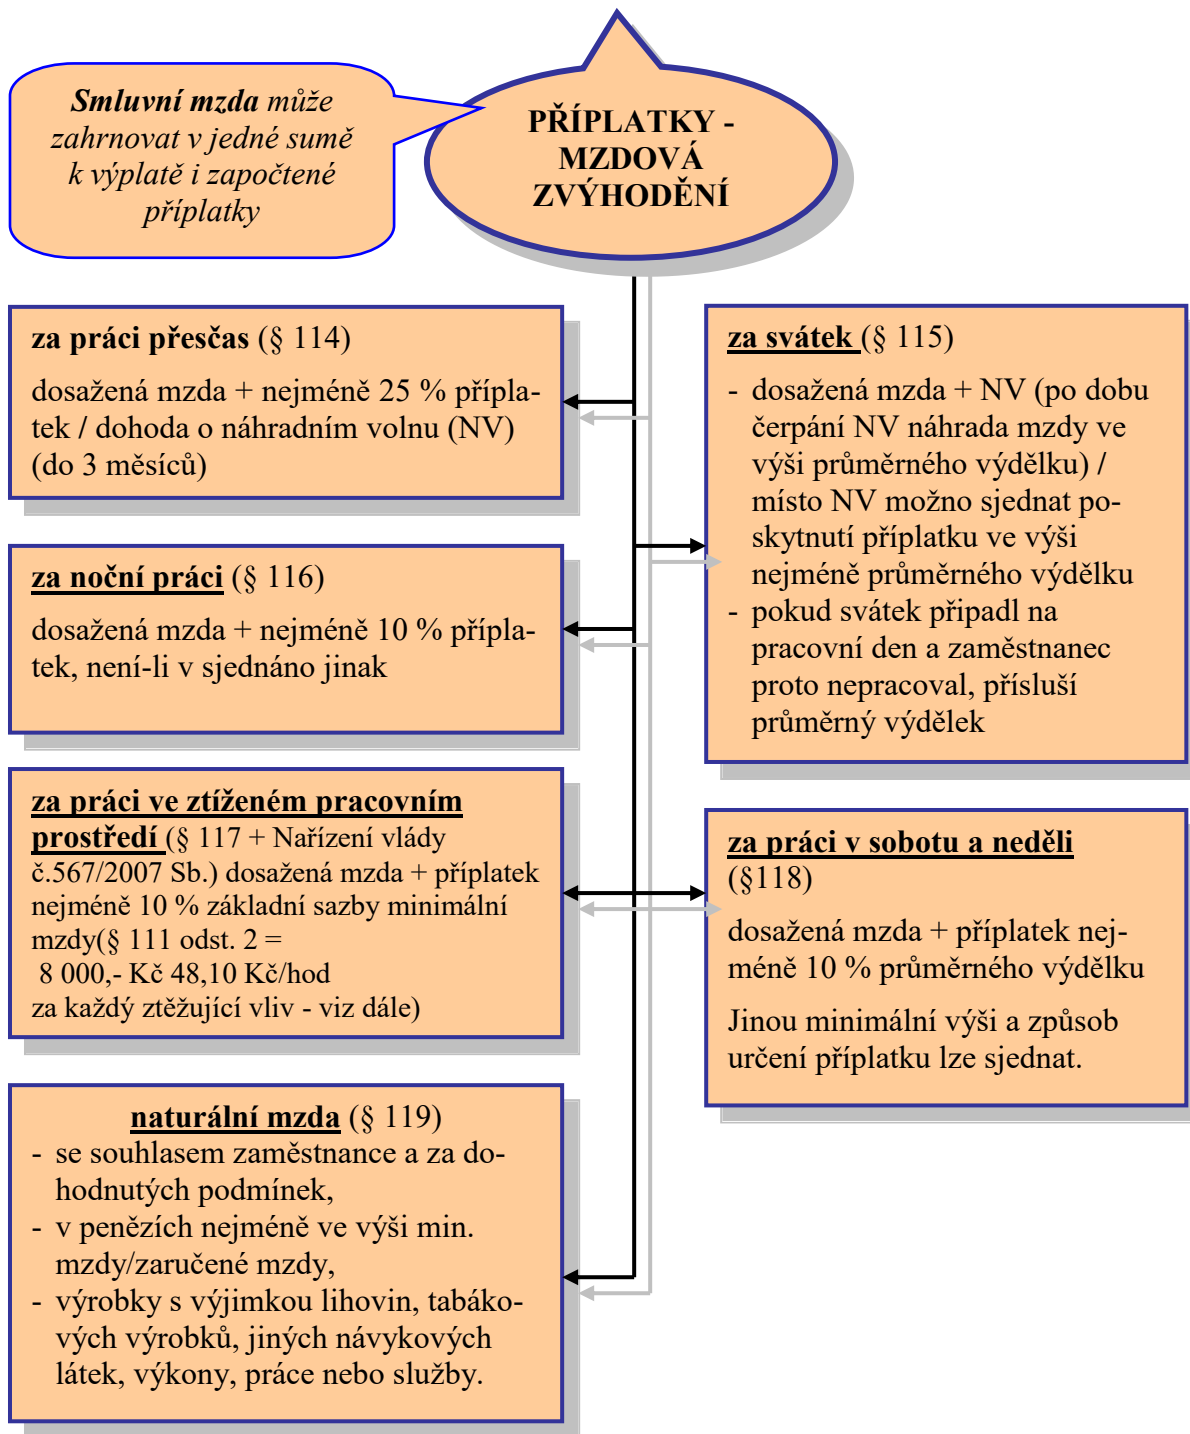 Smluvní mzda může
zahrnovat v jedné sumě
k výplatě i započtené
příplatky
PŘÍPLATKY -
MZDOVÁ
ZVÝHODNĚNÍ
za práci přesčas (§ 114)
dosažená mzda + nejméně 25 % přípla-
tek / dohoda o náhradním volnu (NV)
(do 3 měsíců)
za noční práci (§ 116)
dosažená mzda + nejméně 10 % přípla-
tek, není-li v sjednáno jinak
za práci ve ztíženém pracovním
prostředí (§ 117 + Nařízení vlády
č.567/2007 Sb.) dosažená mzda + příplatek
nejméně 10 % základní sazby minimální
mzdy(§ 111 odst. 2 =
8 000,- Kč 48,10 Kč/hod
za každý ztěžující vliv - viz dále)
naturální mzda (§ 119)
- se souhlasem zaměstnance a za do-
hodnutých podmínek,
- v penězích nejméně ve výši min.
mzdy/zaručené mzdy,
- výrobky s výjimkou lihovin, tabáko-
vých výrobků, jiných návykových
látek, výkony, práce nebo služby.
za svátek (§ 115)
- dosažená mzda + NV (po dobu
čerpání NV náhrada mzdy ve
výši průměrného výdělku) /
místo NV možno sjednat po-
skytnutí příplatku ve výši
nejméně průměrného výdělku
- pokud svátek připadl na
pracovní den a zaměstnanec
proto nepracoval, přísluší
průměrný výdělek
za práci v sobotu a neděli
(§118)
dosažená mzda + příplatek nej-
méně 10 % průměrného výdělku
Jinou minimální výši a způsob
určení příplatku lze sjednat.